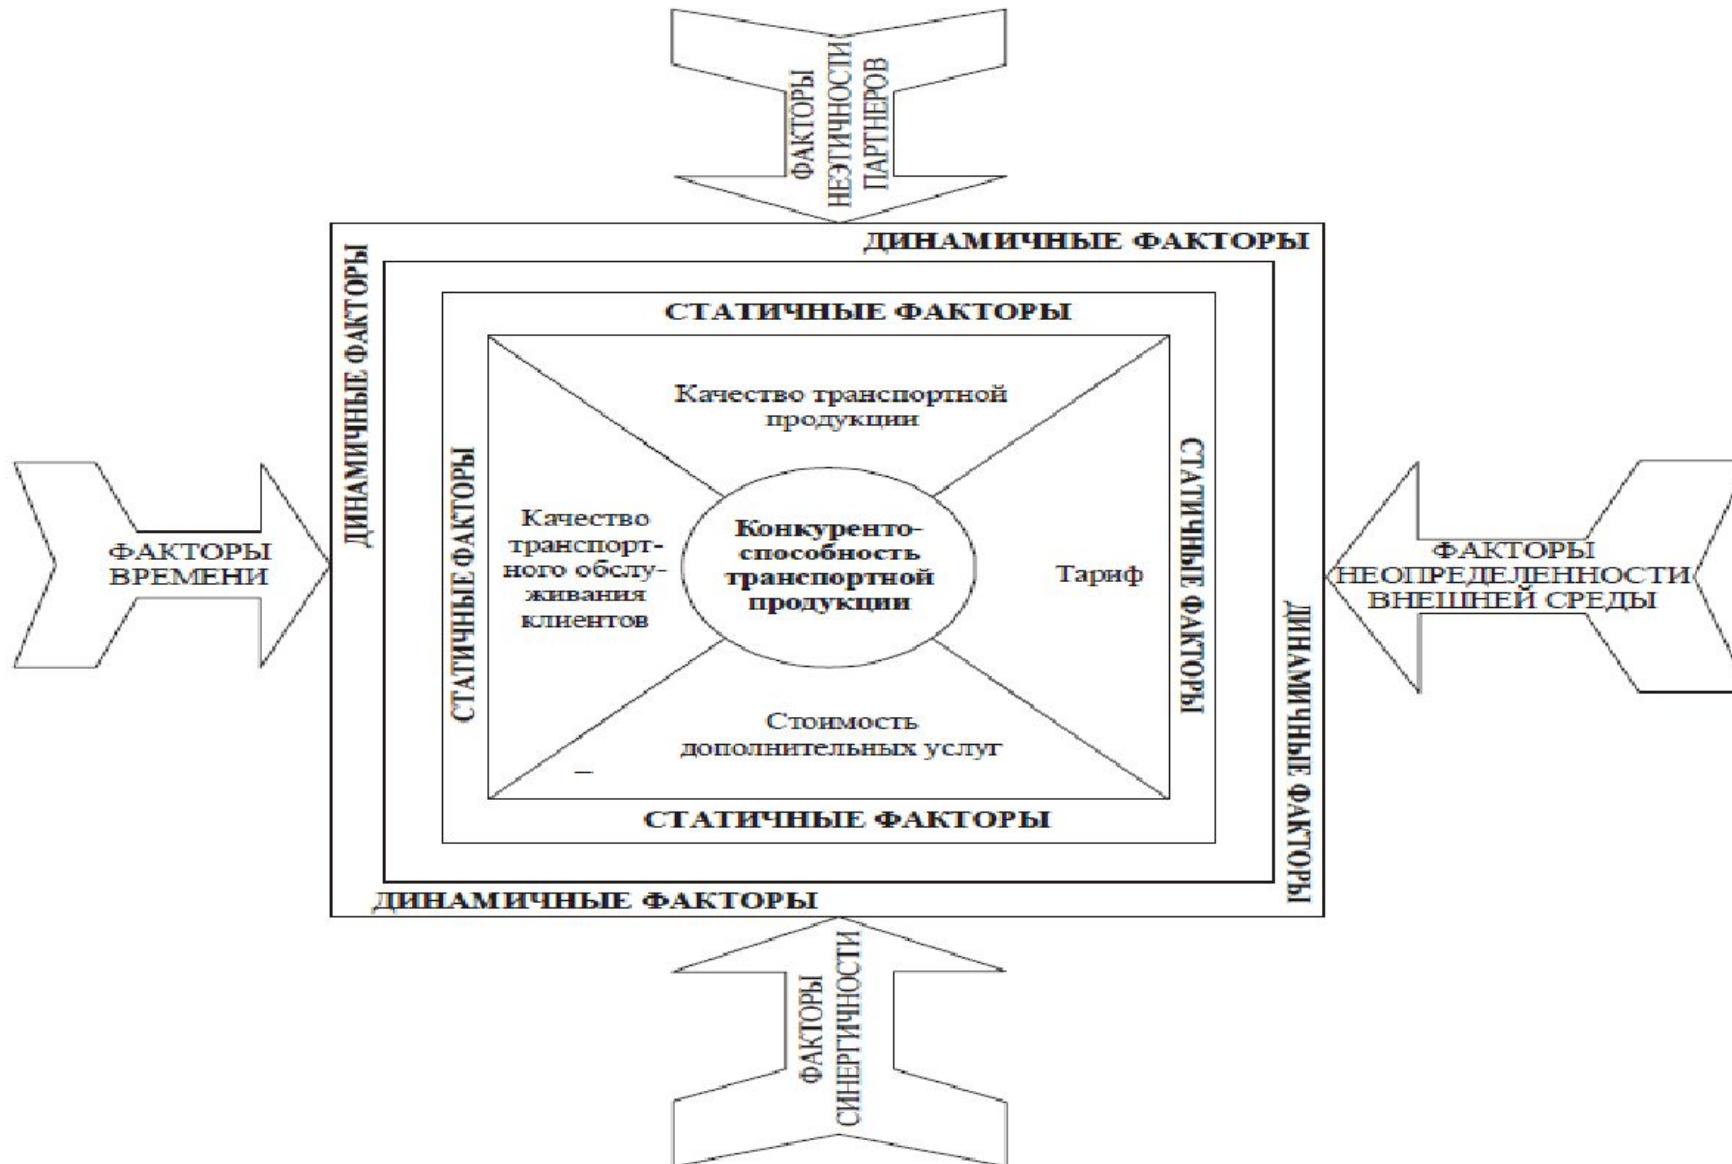 ФАКТОРЫ
НЕЭТИЧНОСТИ
ПАРТНЕРОВ
ДИНАМИЧНЫЕ ФАКТОРЫ
ДИНАМИЧНЫЕ ФАКТОРЫ
СТАТИЧНЫЕ ФАКТОРЫ
Качество транспортной
продукции
СТАТИЧНЫЕ ФАКТОРЫ
СТАТИЧНЫЕ ФАКТОРЫ
ФАКТОРЫ
ВРЕМЕНИ
Качество
транспорт-
ного обслу-
живания
клиентов
Конкуренто-
способность
транспортной
продукции
Тариф
ФАКТОРЫ
НЕОПРЕДЕЛЕННОСТИ
ВНЕШНЕЙ СРЕДЫ
ДИНАМИЧНЫЕ ФАКТОРЫ
Стоимость
дополнительных услуг
–
СТАТИЧНЫЕ ФАКТОРЫ
ДИНАМИЧНЫЕ ФАКТОРЫ
ФАКТОРЫ
СИНЕРГИЧНОСТИ